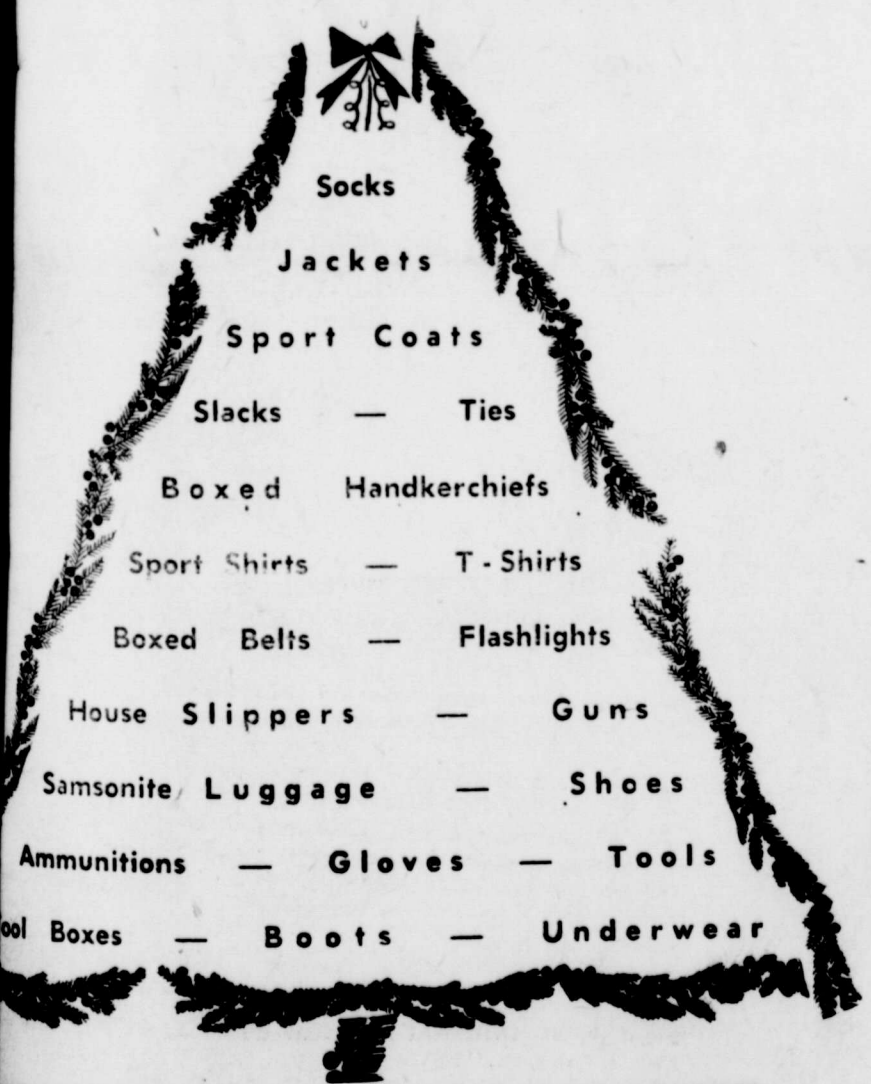 Socks
Jackets
Sport Coats
Slacks — Ties
Boxed Handkerchiefs
Sport Shirts — T-Shirts
Boxed Belts — Flashlights
House Slippers — Guns
Samsonite Luggage — Shoes
Ammunitions — Gloves — Tools
ool Boxes — Boots — Underwear